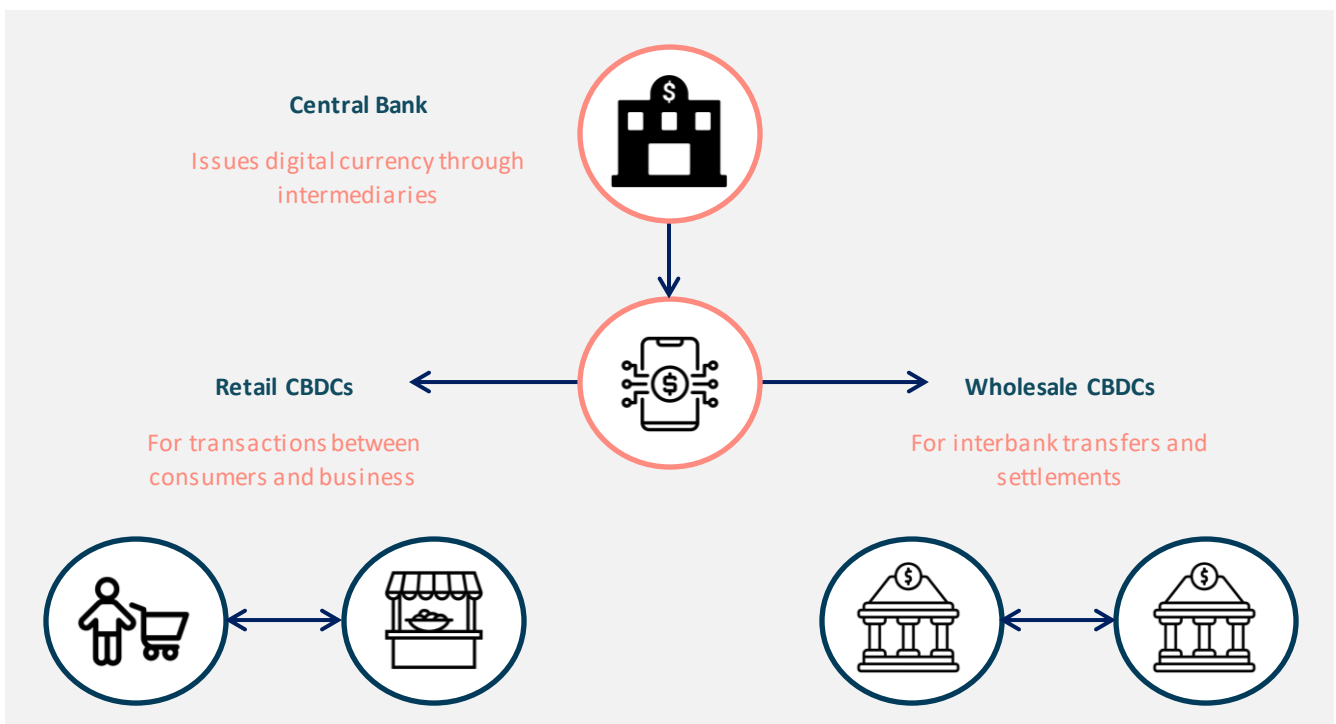 Central Bank
Issues digital currency through
intermediaries
$
$
Retail CBDCs
For transactions between
consumers and business
Wholesale CBDCs
For interbank transfers and
settlements
$
$